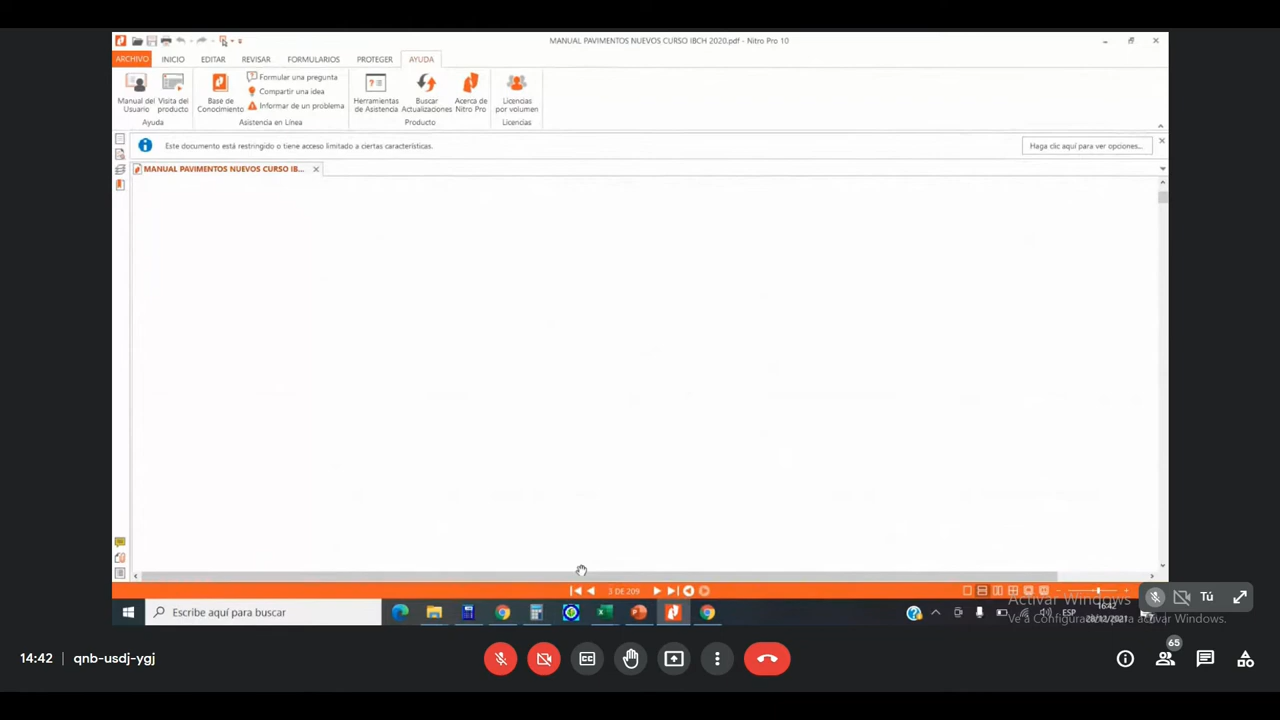 MANUAL PAVIMENTOS NUEVOS CURSO IBCH 2020.pdf - Nitro Pro 10
ARCHIVO INICIO EDITAR REVISAR FORMULARIOS PROTEGER AYUDA
Manual del Usuario
Visita del producto
Ayuda
Base de Conocimiento
Formular una pregunta
Compartir una idea
Informar de un problema
Asistencia en Línea
Herramientas de Asistencia
Buscar Actualizaciones
Acerca de Nitro Pro
Producto
Licencias por volumen
Licencias
Este documento está restringido o tiene acceso limitado a ciertas características.
Haga clic aquí para ver opciones...
MANUAL PAVIMENTOS NUEVOS CURSO IB...
3 DE 209
Activar Windows
Ve a Configuración para activar Windows.
Tú
Escribe aquí para buscar
ESP
16:42
28/12/2021
14:42 | qnb-usdj-ygj
65